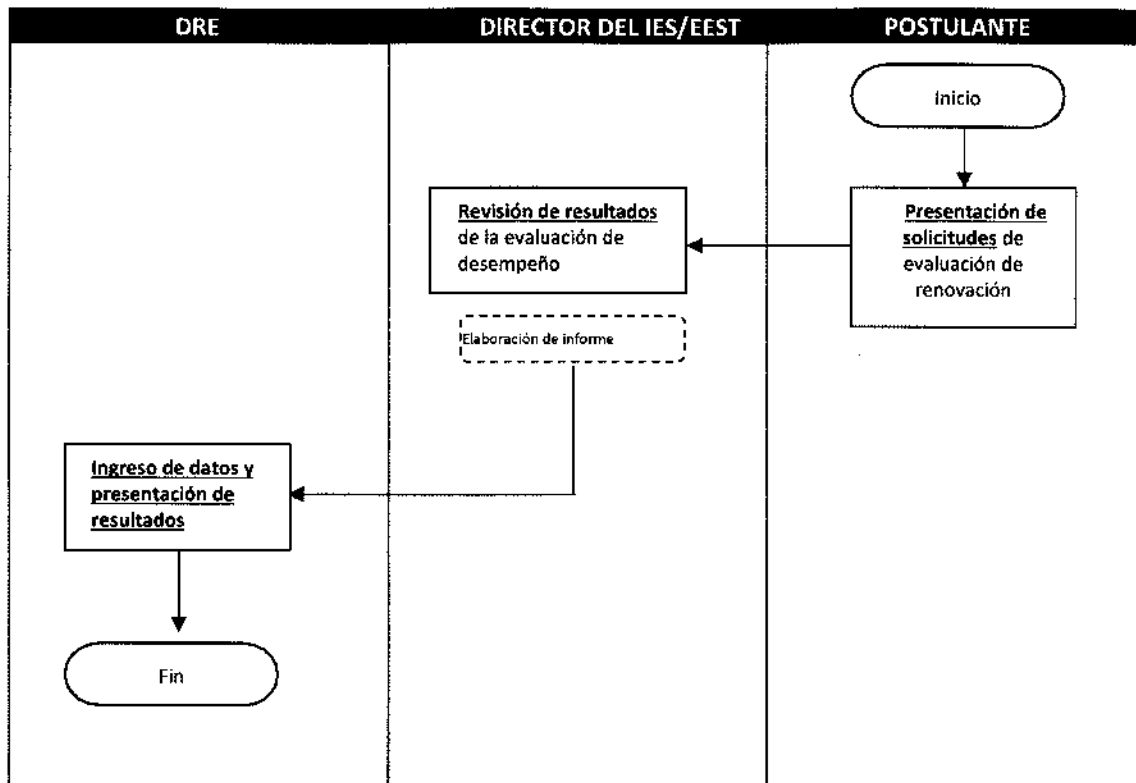 DRE
DIRECTOR DEL IES/EEST
POSTULANTE
Inicio
Presentación de
solicitudes de
evaluación de
renovación
Revisión de resultados
de la evaluación de
desempeño
Elaboración de informe
Ingreso de datos y
presentación de
resultados
Fin